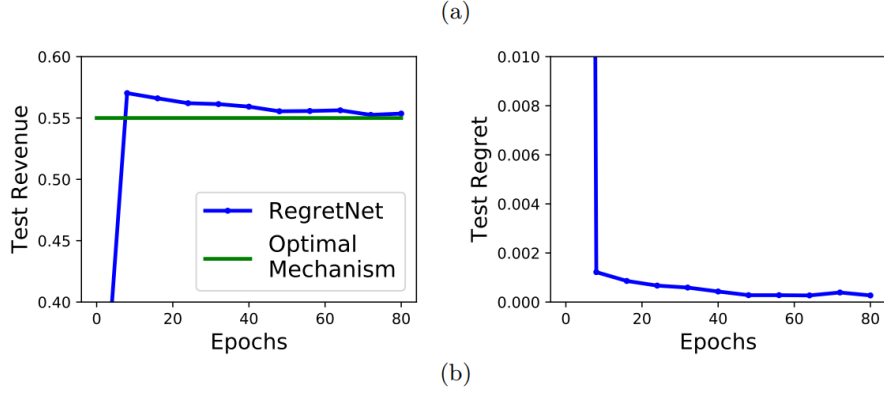 (a)
0.60
0.55
0.50
0.45
0.40
Test Revenue
RegretNet
Optimal
Mechanism
0 20 40 60 80
Epochs
0.010
0.008
0.006
0.004
0.002
0.000
Test Regret
0 20 40 60 80
Epochs
(b)